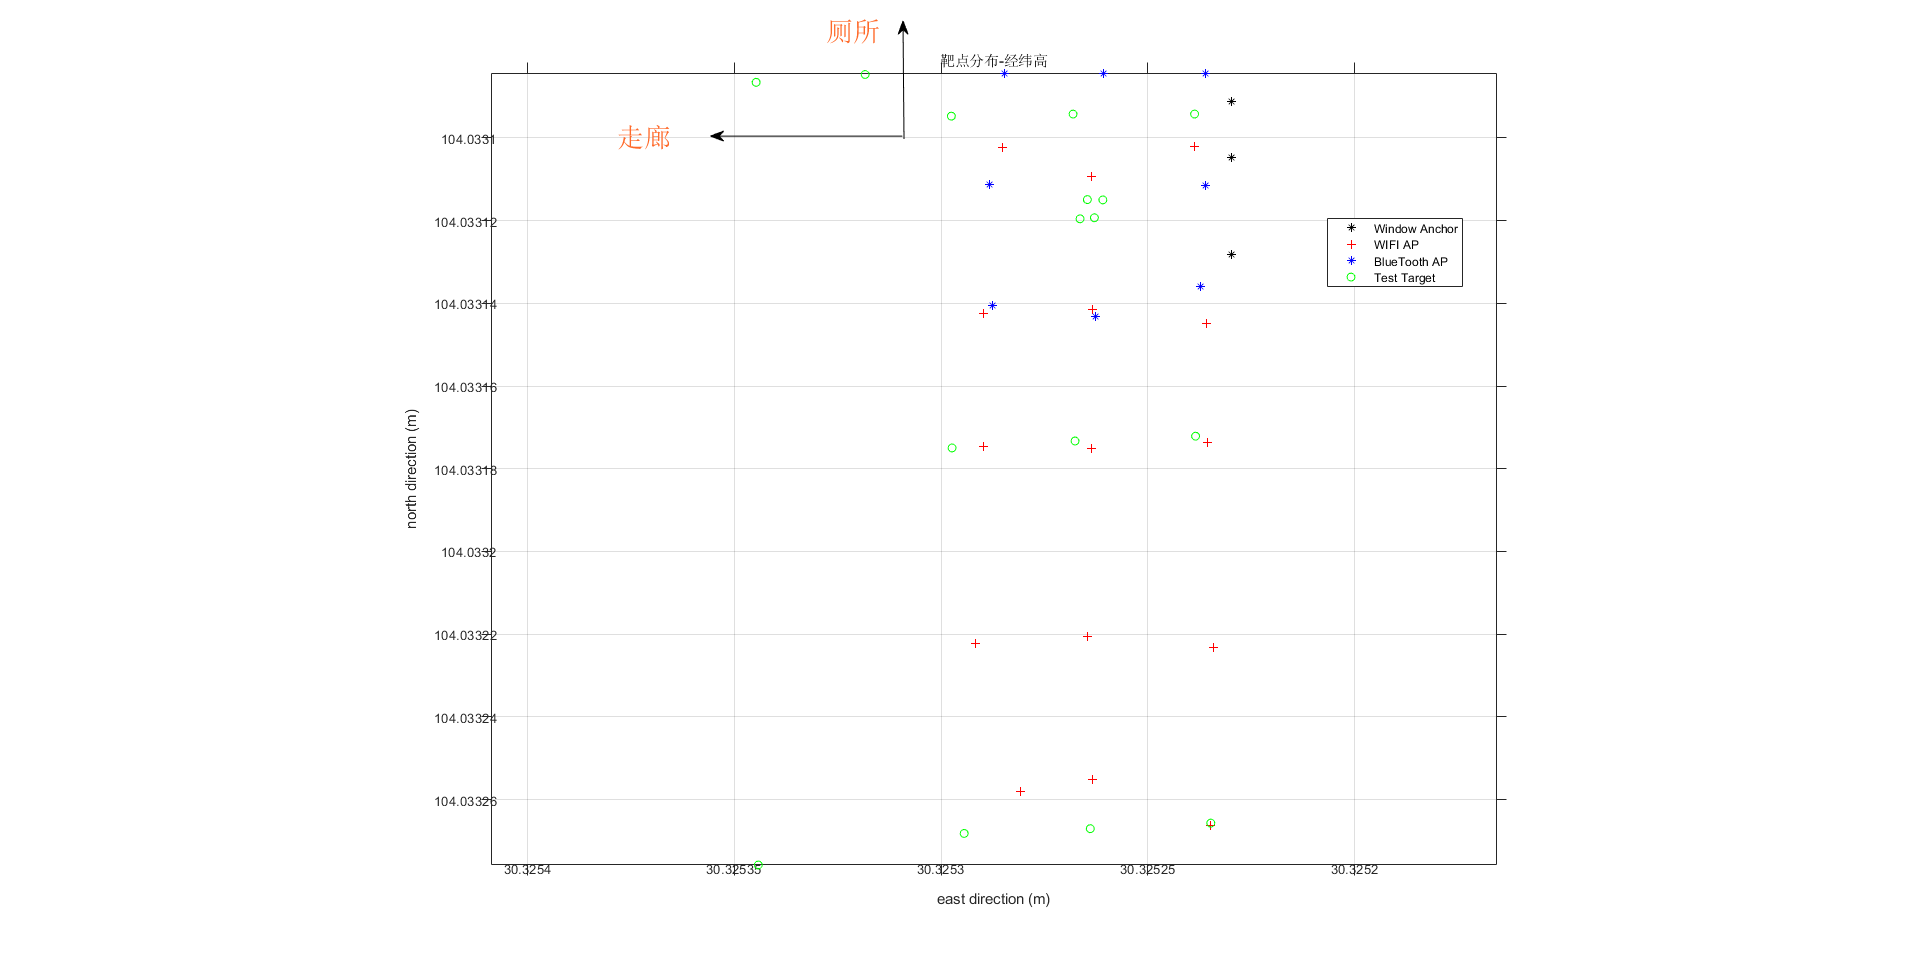 厕所
靶点分布-经纬高
走廊
104.0331
104.03312
104.03314
104.03316
104.03318
104.0332
104.03322
104.03324
104.03326
north direction (m)
Window Anchor
WIFI AP
BlueTooth AP
Test Target
30.3254
30.32535
30.3253
30.32525
30.3252
east direction (m)